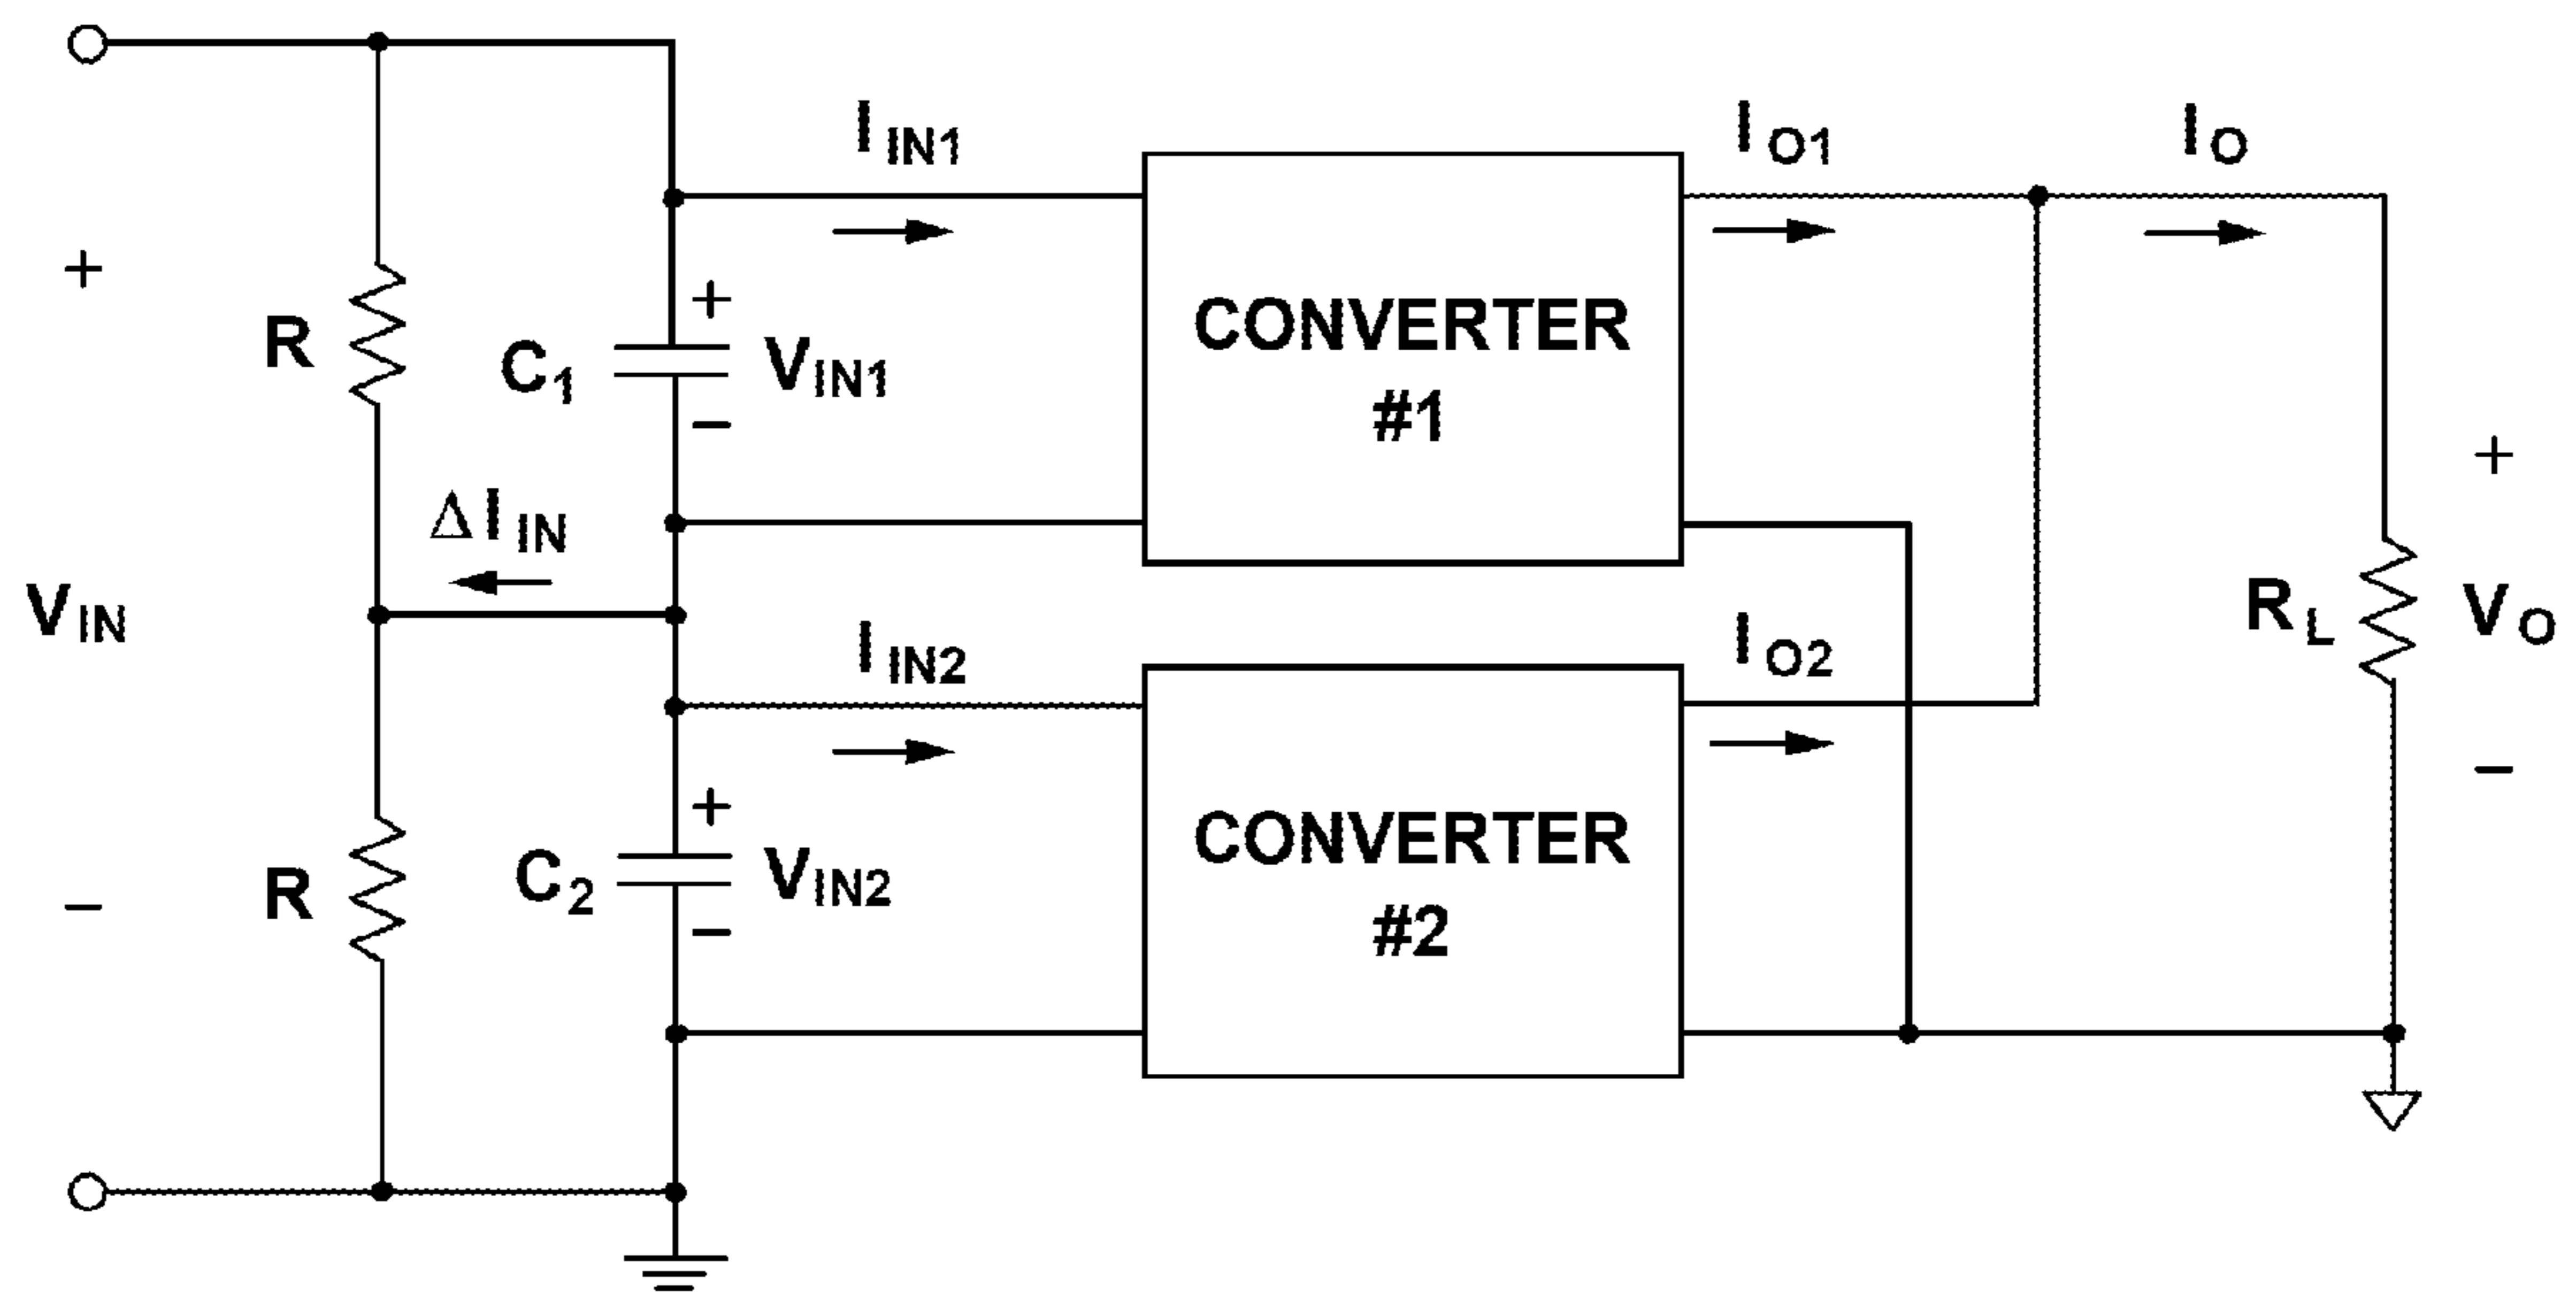 I IN1
I O1
I O
+
+
R
C1
VIN1
CONVERTER
#1
−
+
ΔI IN
VIN
I IN2
I O2
R L
VO
+
−
R
C2
VIN2
CONVERTER
#2
−
−